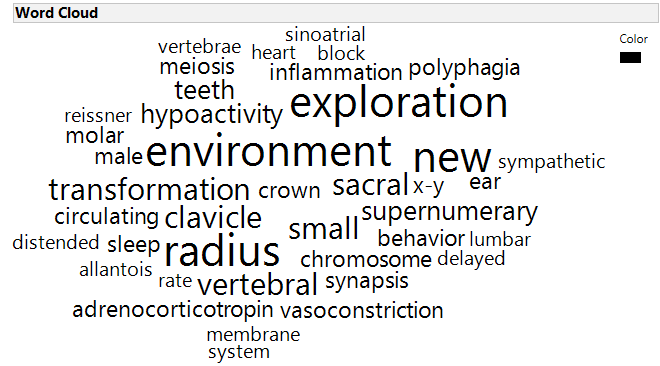 Word Cloud
sinoatrial
Color
vertebrae
heart block
meiosis
inflammation polyphagia
teeth
exploration
reissner hypoactivity
molar
male environment new sympathetic
transformation crown sacral x-y ear
circulating clavicle small supernumerary
distended sleep radius behavior lumbar
allantois chromosome delayed
rate vertebral synapsis
adrenocorticotropin vasoconstriction
membrane
system